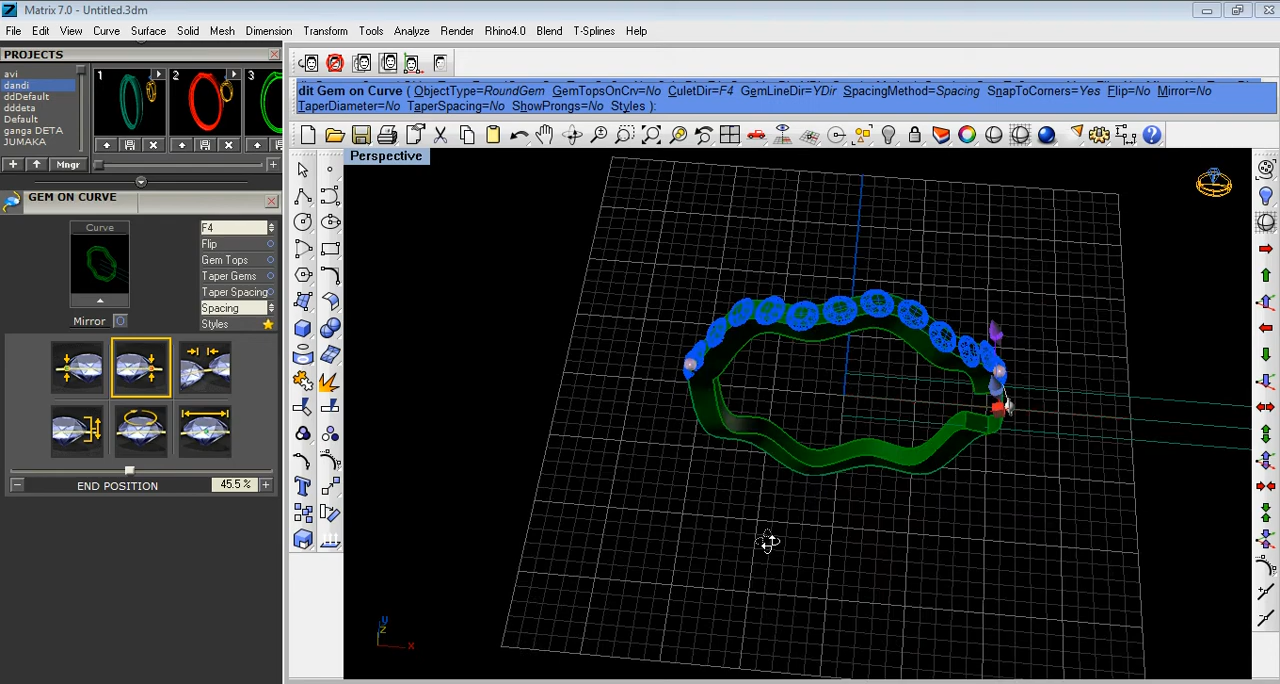 Matrix 7.0 - Untitled.3dm
File Edit View Curve Surface Solid Mesh Dimension Transform Tools Analyze Render Rhino4.0 Blend T-Splines Help
PROJECTS
avi
dandi
ddDefault
ddeta
Default
ganga DETA
JUMAKA
1 2 3
Mngr
dit Gem on Curve ( ObjectType=RoundGem GemTopsOnCrv=No CuletDir=F4 GemLineDir=YDir SpacingMethod=Spacing SnapToCorners=Yes Flip=No Mirror=No
TaperDiameter=No TaperSpacing=No ShowProngs=No Styles ):
Perspective
GEM ON CURVE
Curve
F4
Flip
Gem Tops
Taper Gems
Taper Spacing
Spacing
Styles
Mirror
END POSITION 45.5 %
z
x